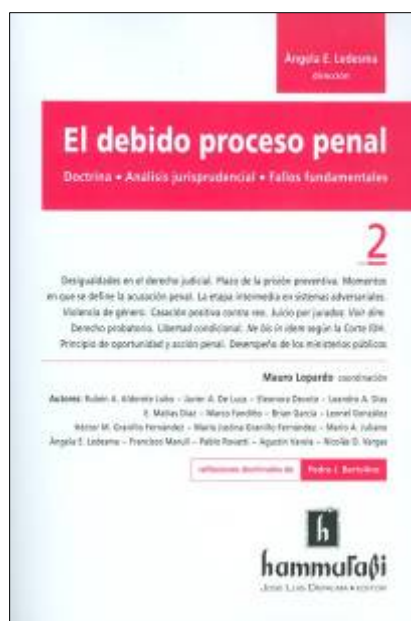 Ángela E. Ledesma
dirección
El debido proceso penal
Doctrina • Análisis jurisprudencial • Fallos fundamentales
2
Desigualdades en el derecho judicial. Plazo de la prisión preventiva. Momentos
en que se define la acusación penal. La etapa intermedia en sistemas adversariales.
Violencia de género. Casación positiva contra reo. Juicio por jurados: Voir dire.
Derecho probatorio. Libertad condicional. Ne bis in idem según la Corte IDH.
Principio de oportunidad y acción penal. Desempeño de los ministerios públicos
Mauro Lopardo coordinación
Autores: Rubén A. Alderete Lobo – Javier A. De Luca – Eleonora Devoto – Leandro A. Dias
E. Matías Díaz – Marco Fandiño – Brian García – Leonel González
Héctor M. Granillo Fernández – María Justina Granillo Fernández – Mario A. Juliano
Ángela E. Ledesma – Francisco Marull – Pablo Rovatti – Agustín Varela – Nicolás O. Vargas
reflexiones doctrinales de Pedro J. Bertolino
h
hammurabi
JOSE LUIS DEPALMA • EDITOR